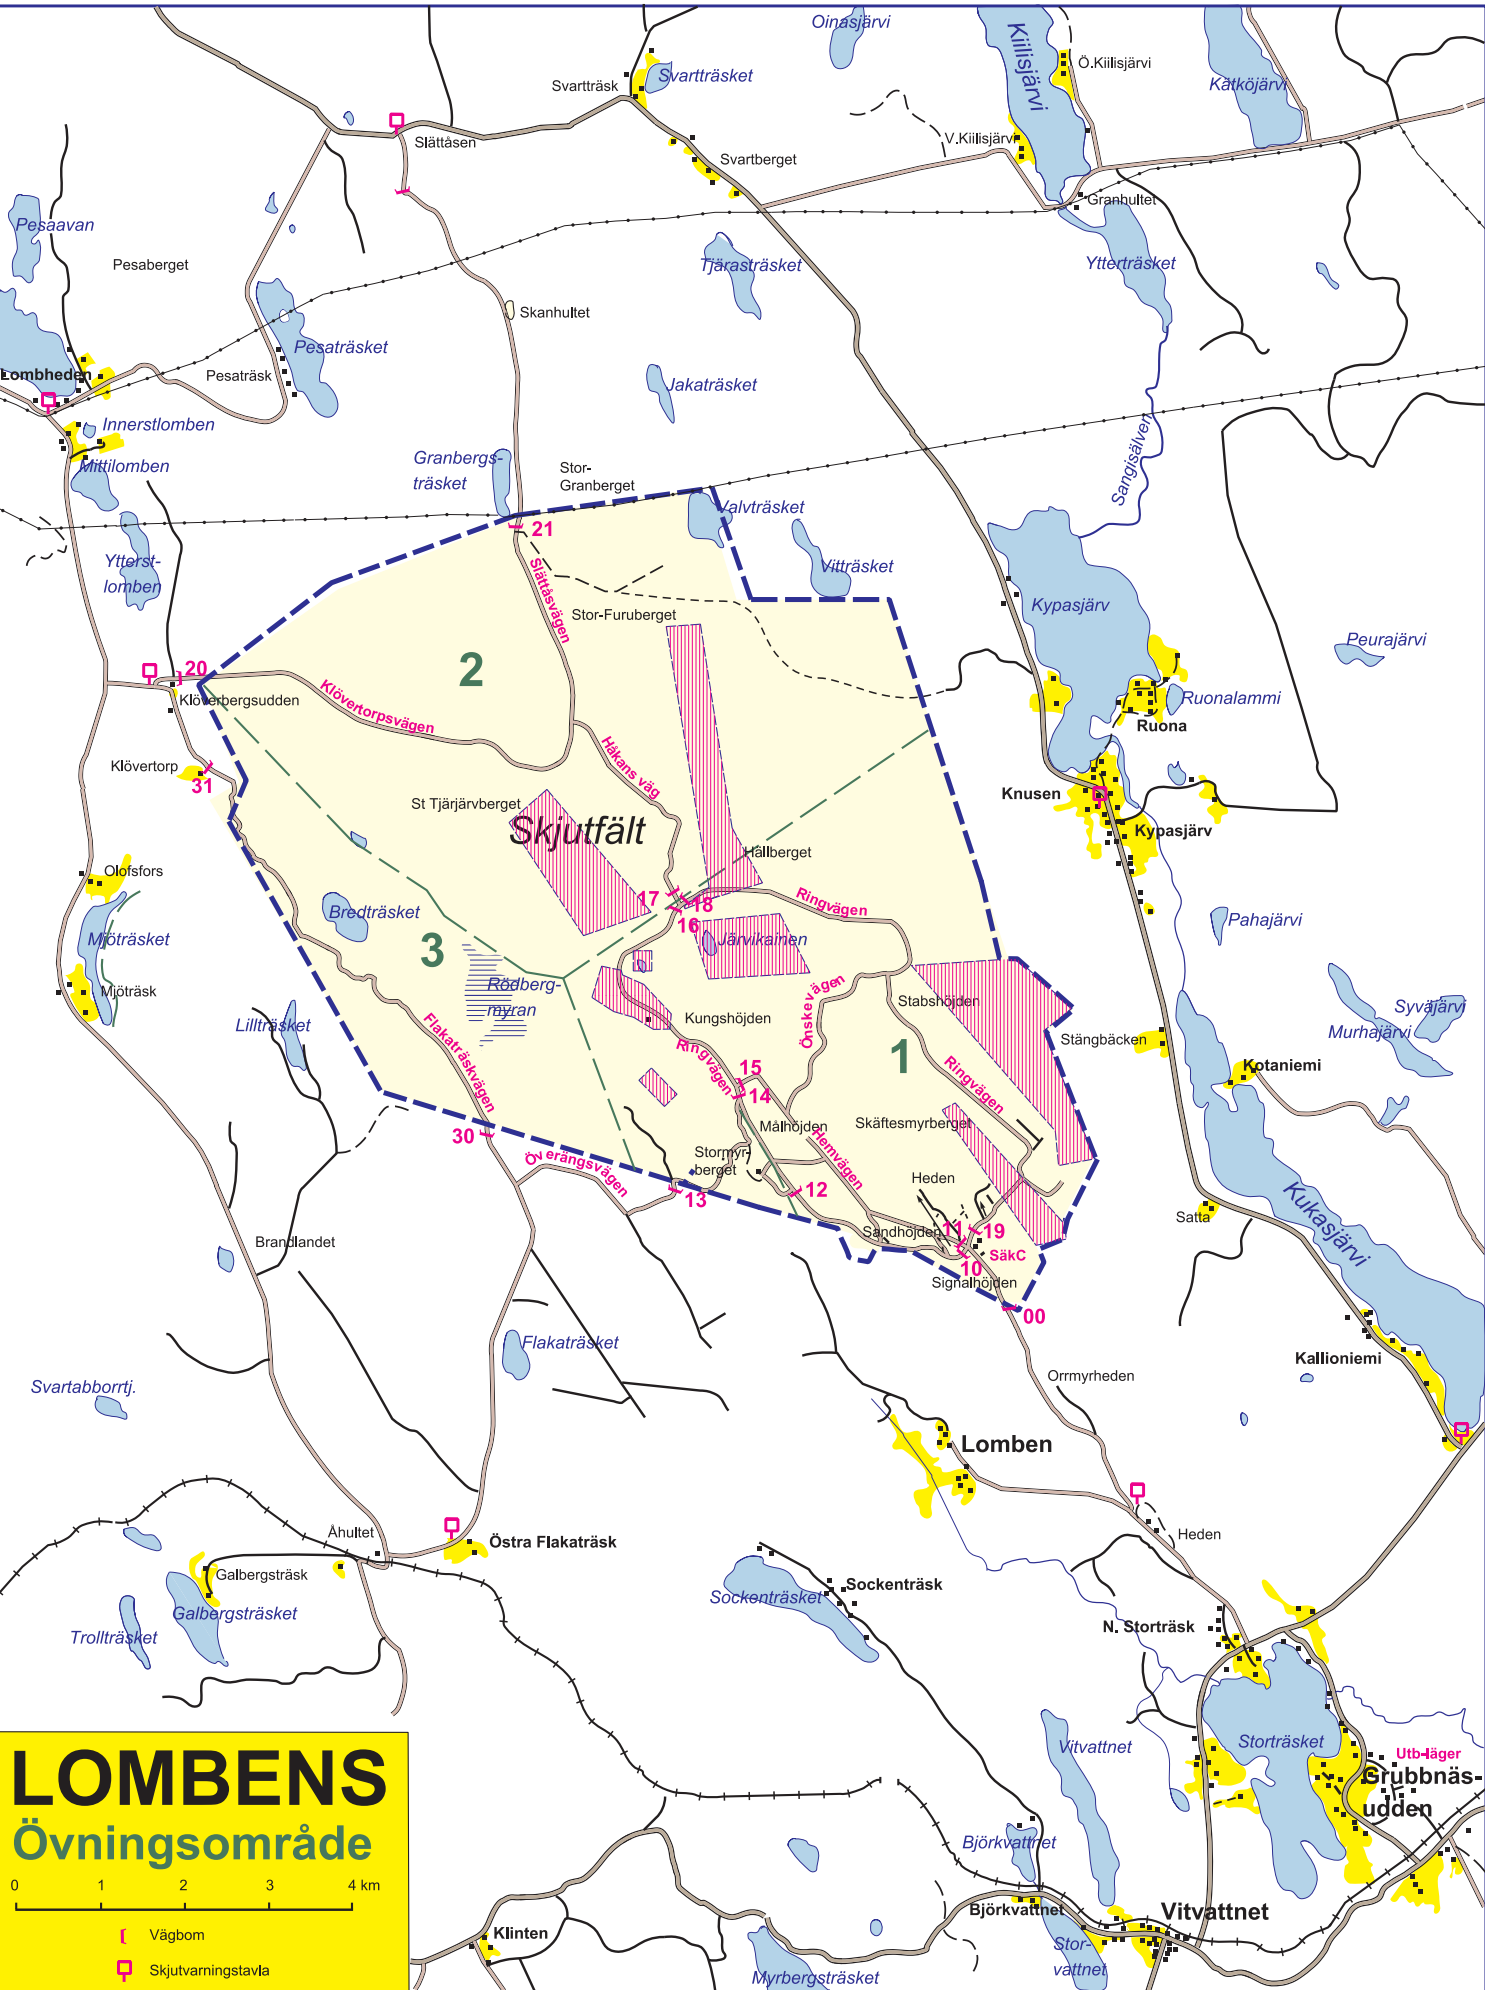 Oinasjärvi
Kiilisjärvi
Ö.Kiilisjärvi
Kätköjärvi
Svartträsk
Svartträsket
Slättåsen
Svartberget
V.Kiilisjärvi
Granhultet
Pesaavan
Pesaberget
Tjärasträsket
Ytterträsket
Skanhultet
Pesaträsket
Pesaträsk
Lombheden
Jakaträsket
Innerstlomben
Mittilomben
Granbergs-
träsket
Stor-
Granberget
Sangisälven
Valvträsket
21
Ytterst-
lomben
Slättåsvägen
Vitträsket
Kypasjärv
Stor-Furuberget
Peurajärvi
2
20
Klöverbergsudden
Klövertorpsvägen
Ruonalammi
Ruona
Klövertorp
31
Håkans väg
Knusen
Kypasjärv
St Tjärjärvberget
Skjutfält
Hällberget
Olofsfors
17
18
16
Ringvägen
Bredträsket
Mjöträsket
3
Järvikainen
Pahajärvi
Rödberg-
myran
Mjöträsk
Önskevägen
Stabshöjden
Lillträsket
Flakaträskvägen
Kungshöjden
Syväjärvi
Murhajärvi
Stångbäcken
Ringvägen
1
Ringvägen
Kotaniemi
15
14
Målhöjden
Skäftesmyrberget
30
Överängsvägen
Stormyr-
berget
Hemvägen
Heden
13
12
Kukasjärvi
Satta
Sandhöjden
11
19
SäkC
10
Brandlandet
Signalhöjden
00
Flakaträsket
Kallioniemi
Orrmyrheden
Svartabborrtj.
Lomben
Åhultet
Östra Flakaträsk
Heden
Galbergsträsk
Galbergsträsket
Sockenträsket
Sockenträsk
Trollträsket
N. Storträsk
Vitvattnet
Storträsket
Utb-läger
Grubbnäs-
udden
LOMBENS
Övningsområde
0 1 2 3 4 km
Vägbom
Skjutvarningstavla
Björkvattnet
Björkvattnet
Vitvattnet
Klinten
Stor-
vattnet
Myrbergsträsket